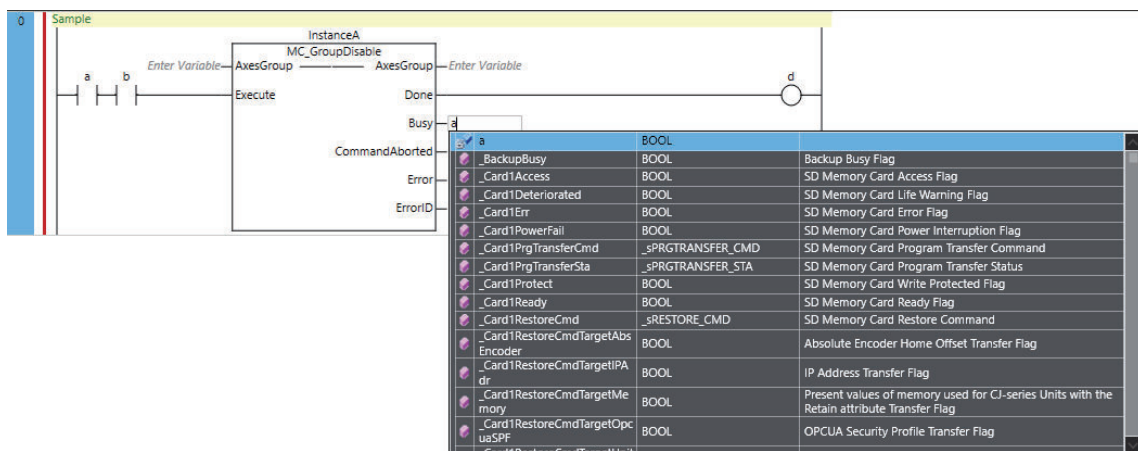 0 Sample
InstanceA
MC_GroupDisable
Enter Variable AxesGroup AxesGroup Enter Variable
a b d
Execute Done
Busy a
CommandAborted
Error
ErrorID
a BOOL
_BackupBusy BOOL Backup Busy Flag
_Card1Access BOOL SD Memory Card Access Flag
_Card1Deteriorated BOOL SD Memory Card Life Warning Flag
_Card1Err BOOL SD Memory Card Error Flag
_Card1PowerFail BOOL SD Memory Card Power Interruption Flag
_Card1PrgTransferCmd _sPRGTRANSFER_CMD SD Memory Card Program Transfer Command
_Card1PrgTransferSta _sPRGTRANSFER_STA SD Memory Card Program Transfer Status
_Card1Protect BOOL SD Memory Card Write Protected Flag
_Card1Ready BOOL SD Memory Card Ready Flag
_Card1RestoreCmd _sRESTORE_CMD SD Memory Card Restore Command
_Card1RestoreCmdTargetAbs
Encoder BOOL Absolute Encoder Home Offset Transfer Flag
_Card1RestoreCmdTargetIPA
dr BOOL IP Address Transfer Flag
_Card1RestoreCmdTargetMe
mory BOOL Present values of memory used for CJ-series Units with the
Retain attribute Transfer Flag
_Card1RestoreCmdTargetOpc
uaSPF BOOL OPCUA Security Profile Transfer Flag